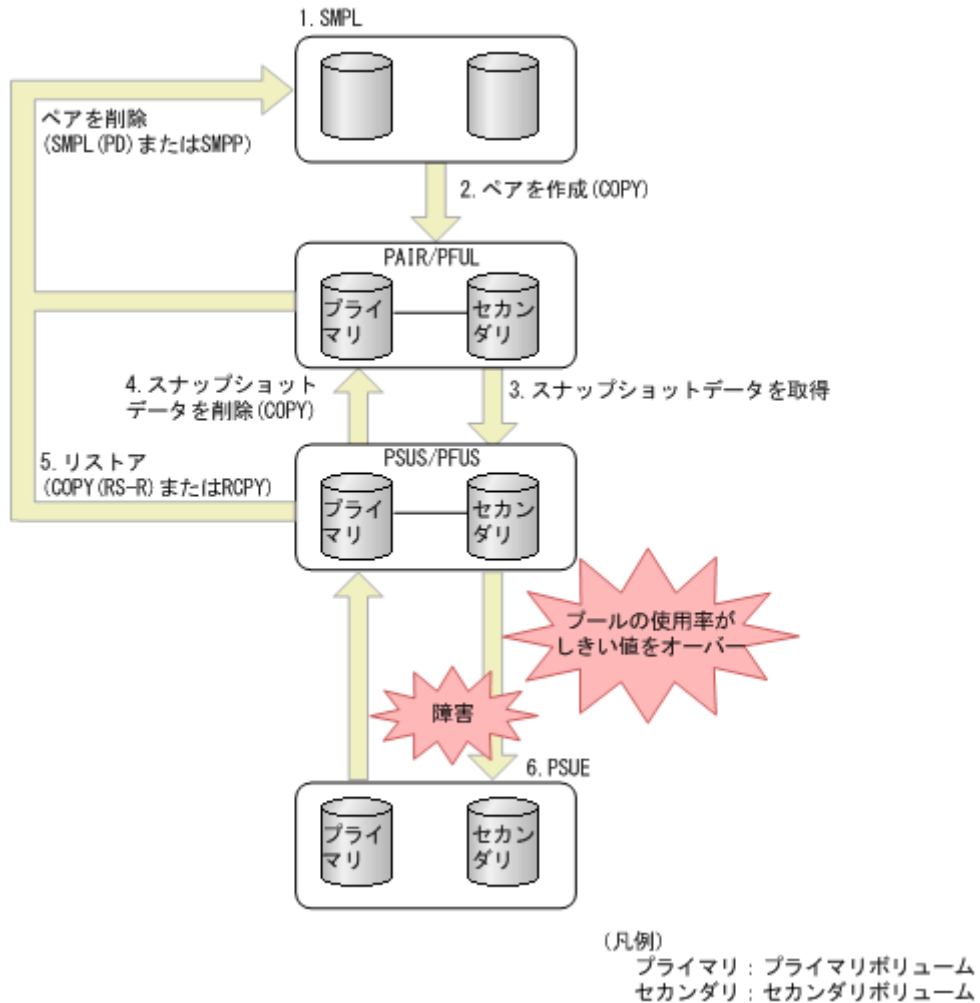 1.SMPL
ペアを削除
(SMPL(PD)またはSMPP)
2.ペアを作成(COPY)
PAIR/PFUL
プライ
マリ
セカン
ダリ
4.スナップショット
データを削除(COPY)
3.スナップショットデータを取得
5.リストア
(COPY(RS-R)またはRCPY)
PSUS/PFUS
プライ
マリ
セカン
ダリ
プールの使用率が
しきい値をオーバー
障害
6.PSUE
プライ
マリ
セカン
ダリ
(凡例)
プライマリ：プライマリボリューム
セカンダリ：セカンダリボリューム